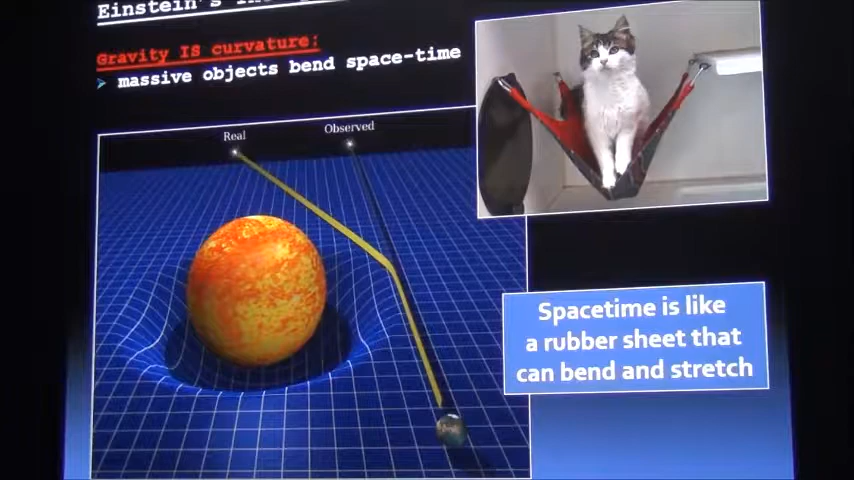 Einstein's
Gravity IS curvature:
massive objects bend space-time
Real
Observed
Spacetime is like
a rubber sheet that
can bend and stretch